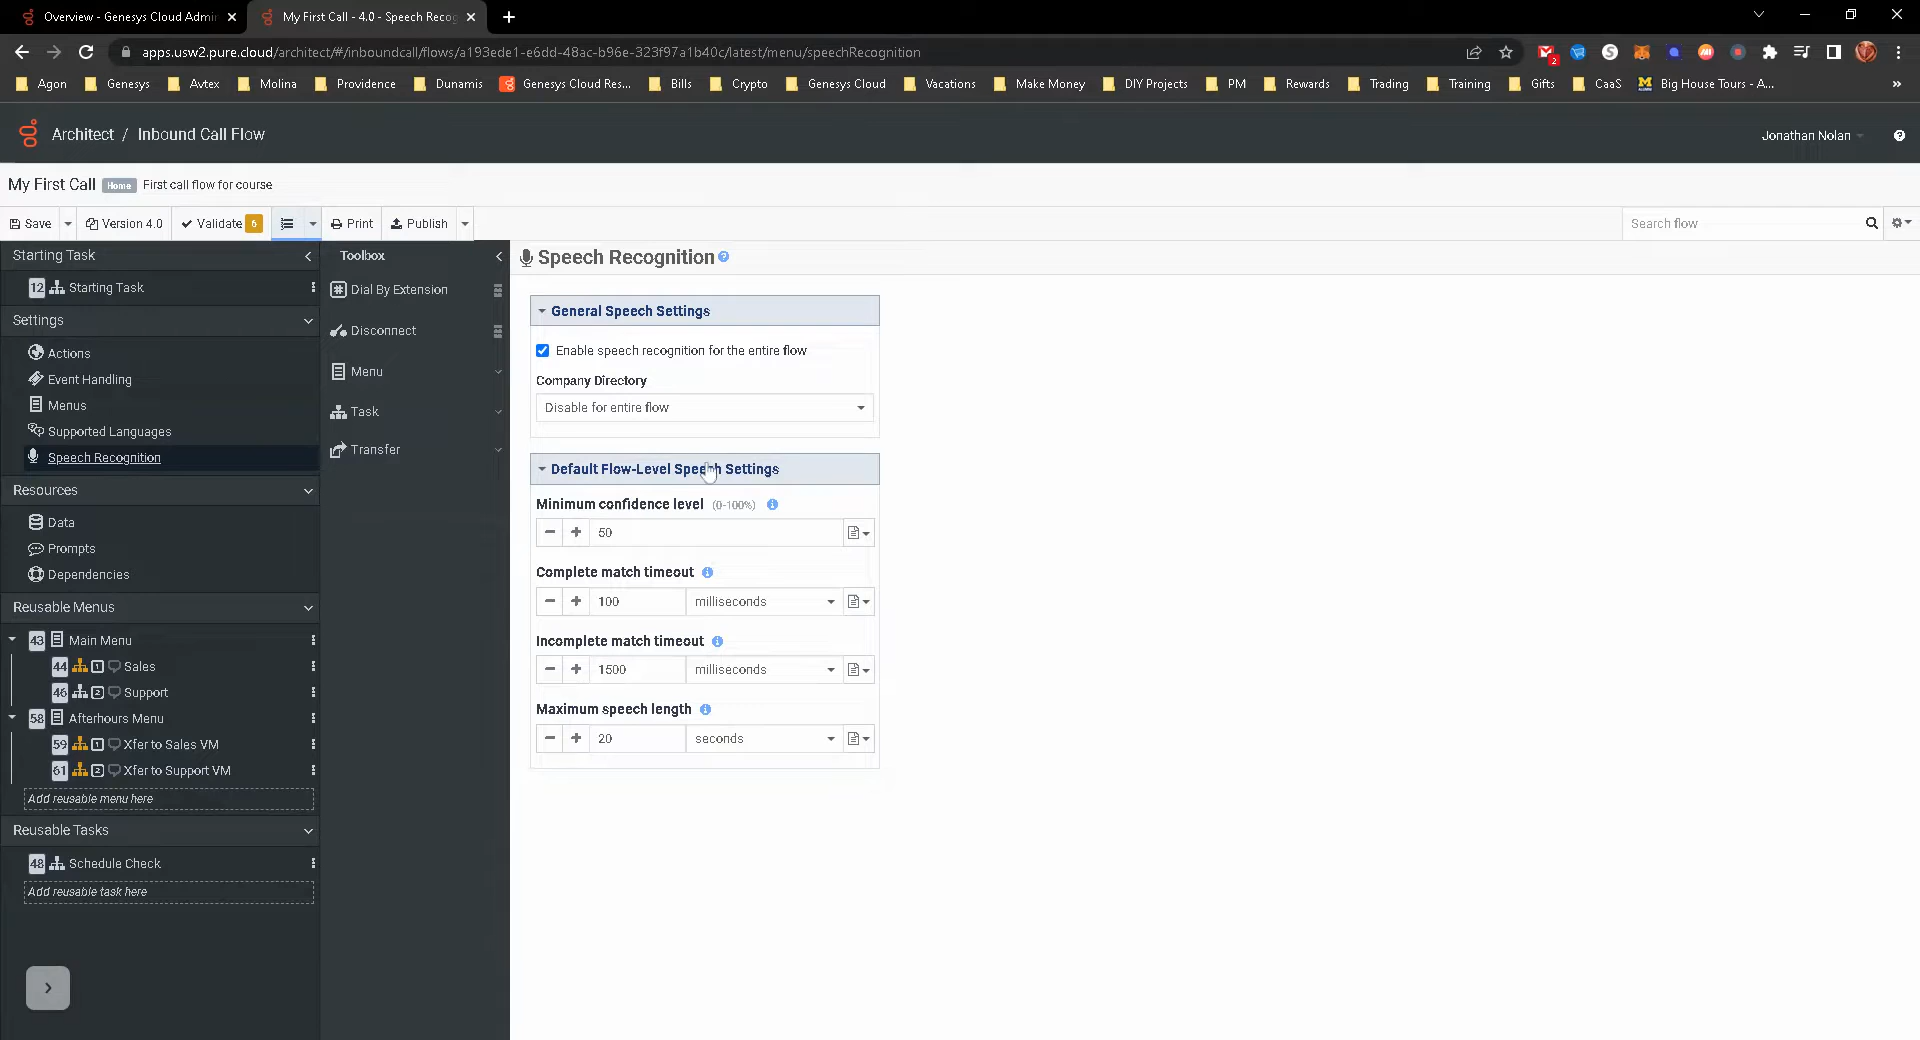 Overview - Genesys Cloud Admin
My First Call - 4.0 - Speech Recog
apps.usw2.pure.cloud/architect/#/inboundcall/flows/a193ede1-e6dd-48ac-b96e-323f97a1b40c/latest/menu/speechRecognition
Agon
Genesys
Avtex
Molina
Providence
Dunamis
Genesys Cloud Res...
Bills
Crypto
Genesys Cloud
Vacations
Make Money
DIY Projects
PM
Rewards
Trading
Training
Gifts
CaaS
Big House Tours - A...
Architect / Inbound Call Flow
Jonathan Nolan
My First Call Home First call flow for course
Save
Version 4.0
Validate 6
Print
Publish
Search flow
Starting Task
12 Starting Task
Settings
Actions
Event Handling
Menus
Supported Languages
Speech Recognition
Resources
Data
Prompts
Dependencies
Reusable Menus
43 Main Menu
44 1 Sales
46 2 Support
58 Afterhours Menu
59 1 Xfer to Sales VM
61 2 Xfer to Support VM
Add reusable menu here
Reusable Tasks
48 Schedule Check
Add reusable task here
Toolbox
Dial By Extension
Disconnect
Menu
Task
Transfer
Speech Recognition
General Speech Settings
Enable speech recognition for the entire flow
Company Directory
Disable for entire flow
Default Flow-Level Speech Settings
Minimum confidence level (0-100%)
50
Complete match timeout
100 milliseconds
Incomplete match timeout
1500 milliseconds
Maximum speech length
20 seconds